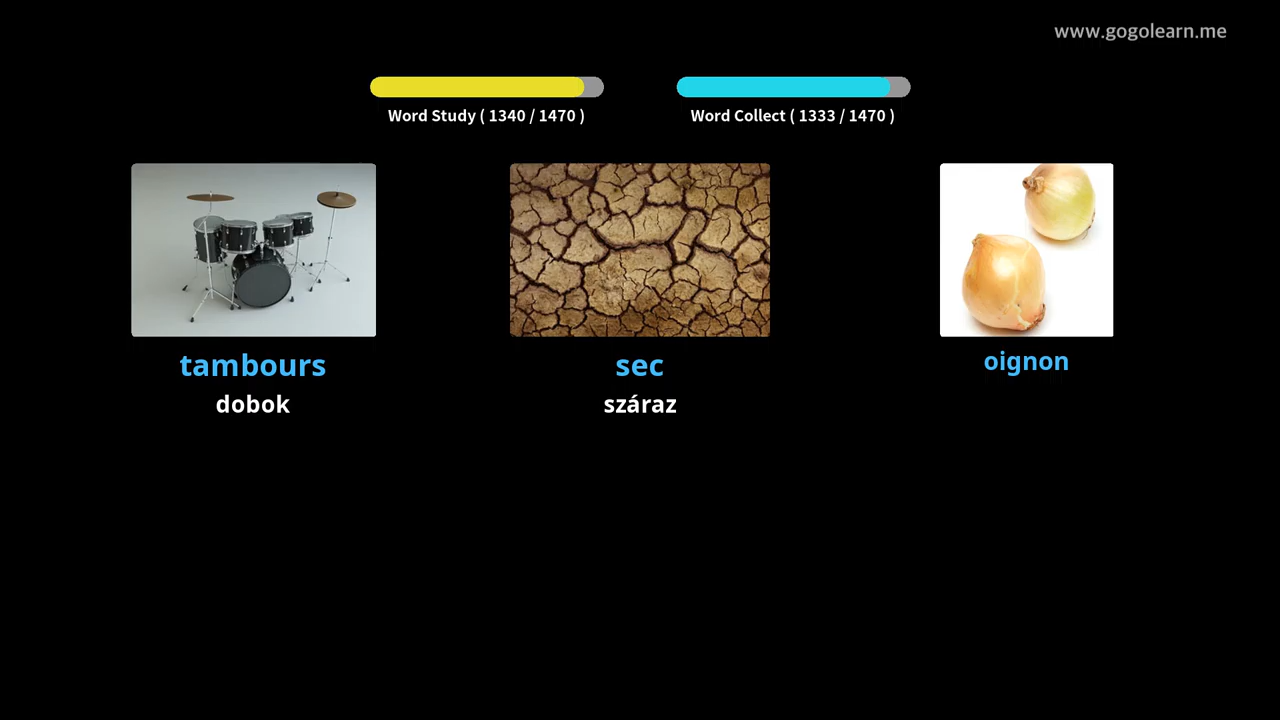 www.gogolearn.me
Word Study ( 1340 / 1470 )
Word Collect ( 1333 / 1470 )
tambours
sec
oignon
dobok
száraz